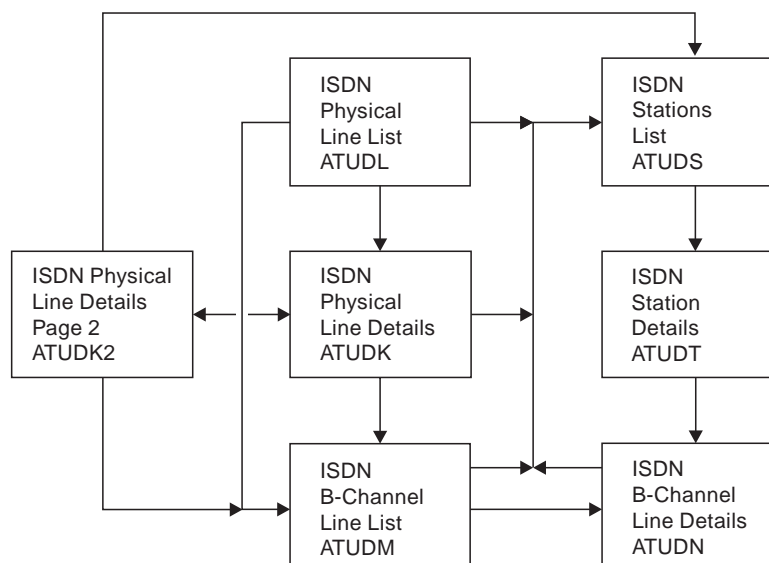 ISDN
Physical
Line List
ATUDL
ISDN
Stations
List
ATUDS
ISDN Physical
Line Details
Page 2
ATUDK2
ISDN
Physical
Line Details
ATUDK
ISDN
Station
Details
ATUDT
ISDN
B-Channel
Line List
ATUDM
ISDN
B-Channel
Line Details
ATUDN